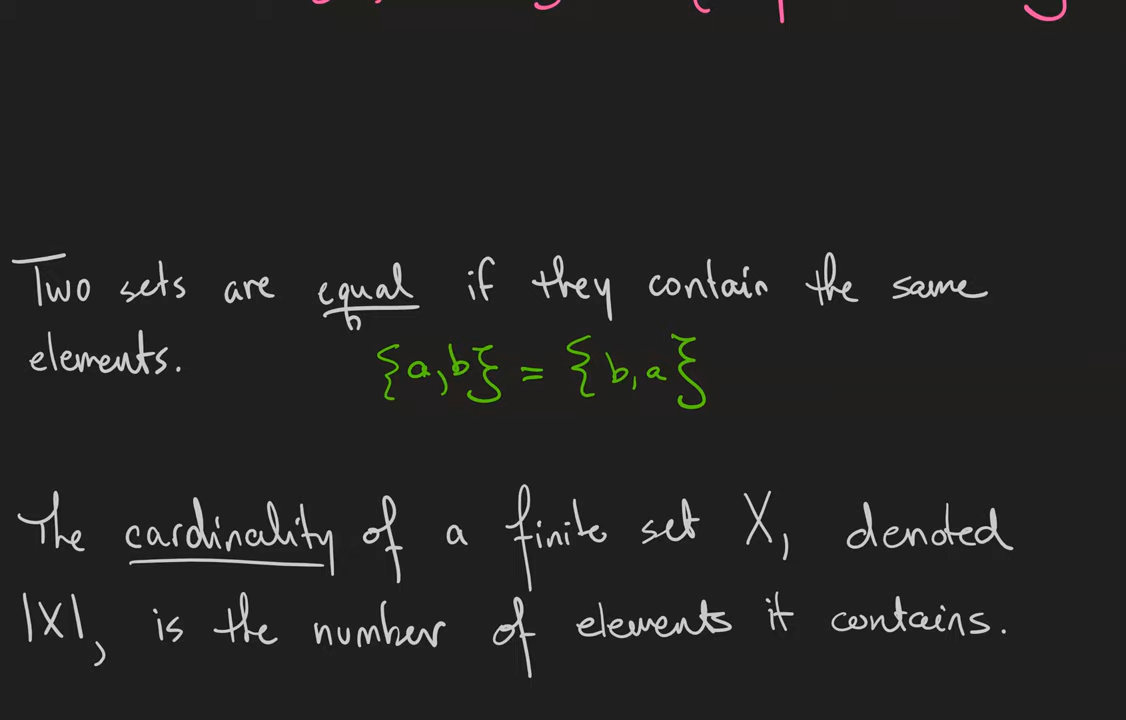 Two sets are equal if they contain the same
elements. {a,b} = {b,a}
The cardinality of a finite set X, denoted
|X|, is the number of elements it contains.